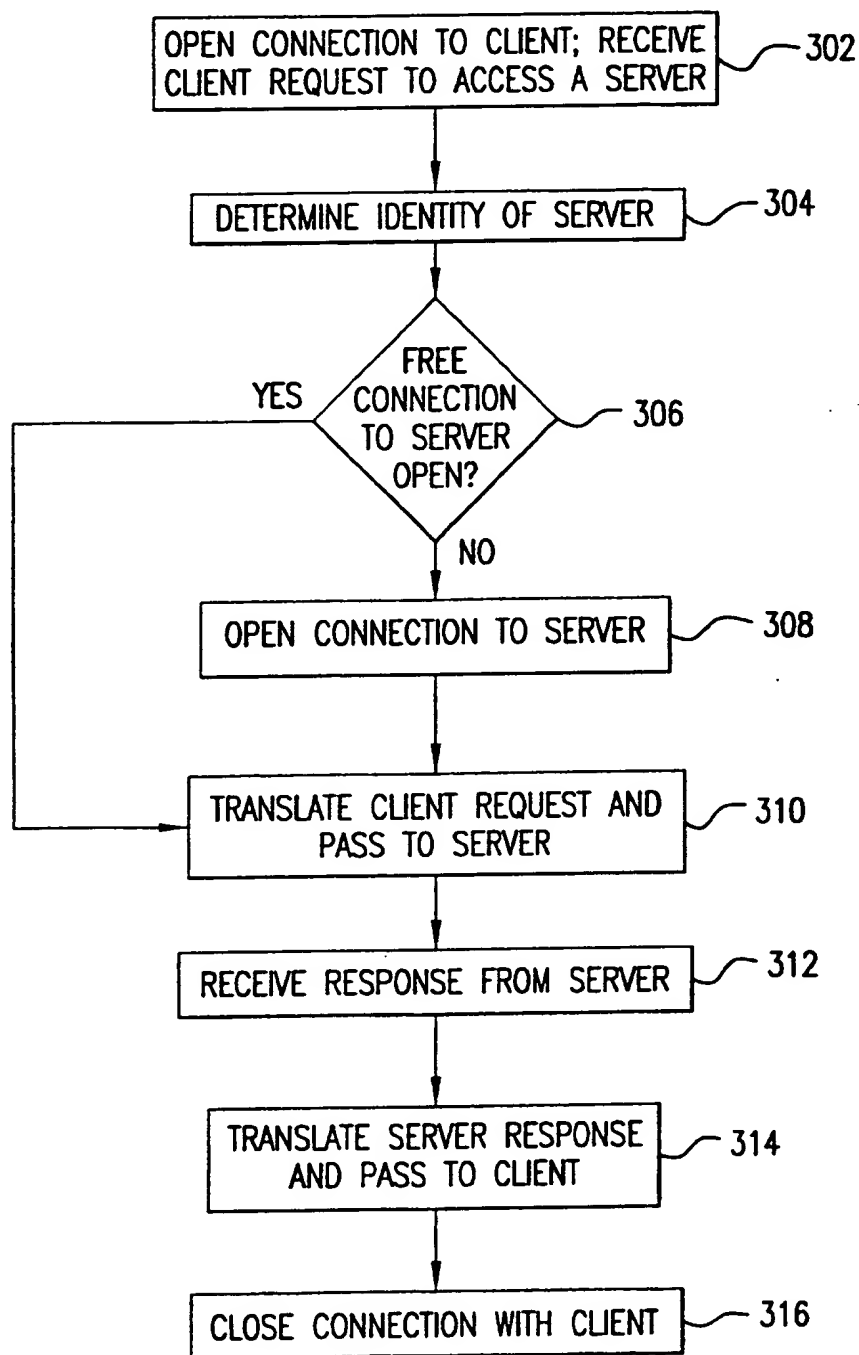 OPEN CONNECTION TO CLIENT; RECEIVE
CLIENT REQUEST TO ACCESS A SERVER
302
DETERMINE IDENTITY OF SERVER
304
FREE
CONNECTION
TO SERVER
OPEN?
306
YES
NO
OPEN CONNECTION TO SERVER
308
TRANSLATE CLIENT REQUEST AND
PASS TO SERVER
310
RECEIVE RESPONSE FROM SERVER
312
TRANSLATE SERVER RESPONSE
AND PASS TO CLIENT
314
CLOSE CONNECTION WITH CLIENT
316